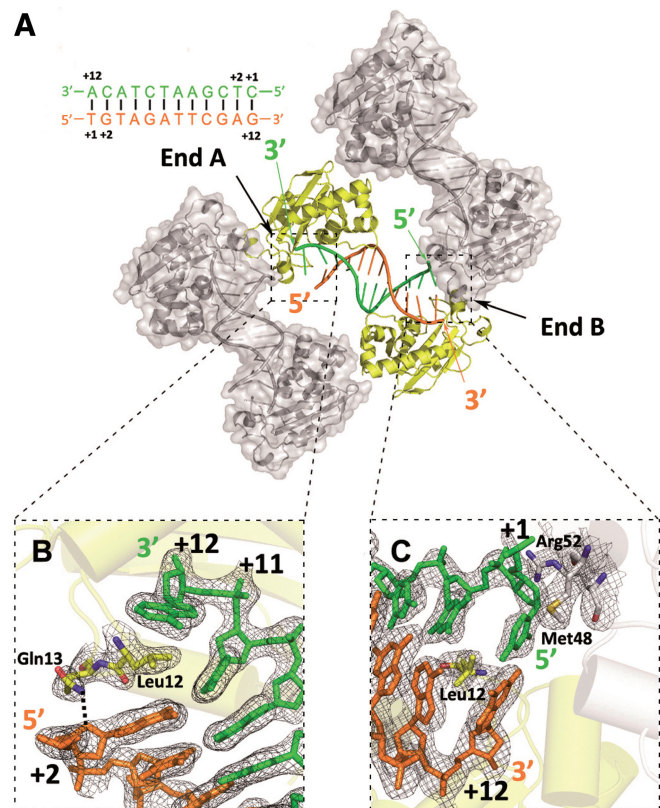 A
+12 +2 +1
3’–ACATCTAAGCTC–5’
5’–TGTAGATTCGAG–3’
+1 +2 +12
3’
End A
5’
5’
End B
3’
B
3’
+12
+11
Gln13
Leu12
5’
+2
C
+1
Arg52
Met48
5’
Leu12
+12
3’